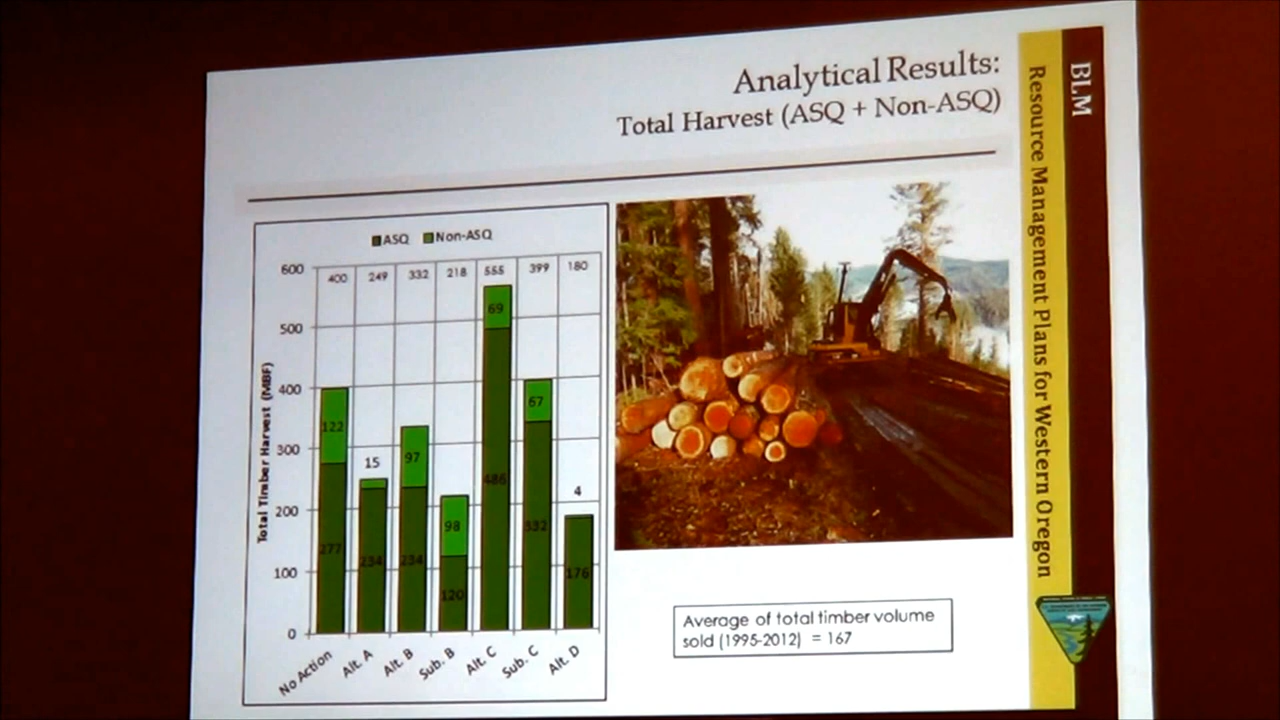 Analytical Results:
Total Harvest (ASQ + Non-ASQ)
BLM
Resource Management Plans for Western Oregon
ASQ Non-ASQ
Total Timber Harvest (MBF)
600
500
400
300
200
100
0
400 249 332 218 555 399 180
122 15 97 98 69 67 4
277 234 234 120 486 332 176
No Action Alt. A Alt. B Sub. B Alt. C Sub. C Alt. D
Average of total timber volume
sold (1995-2012) = 167